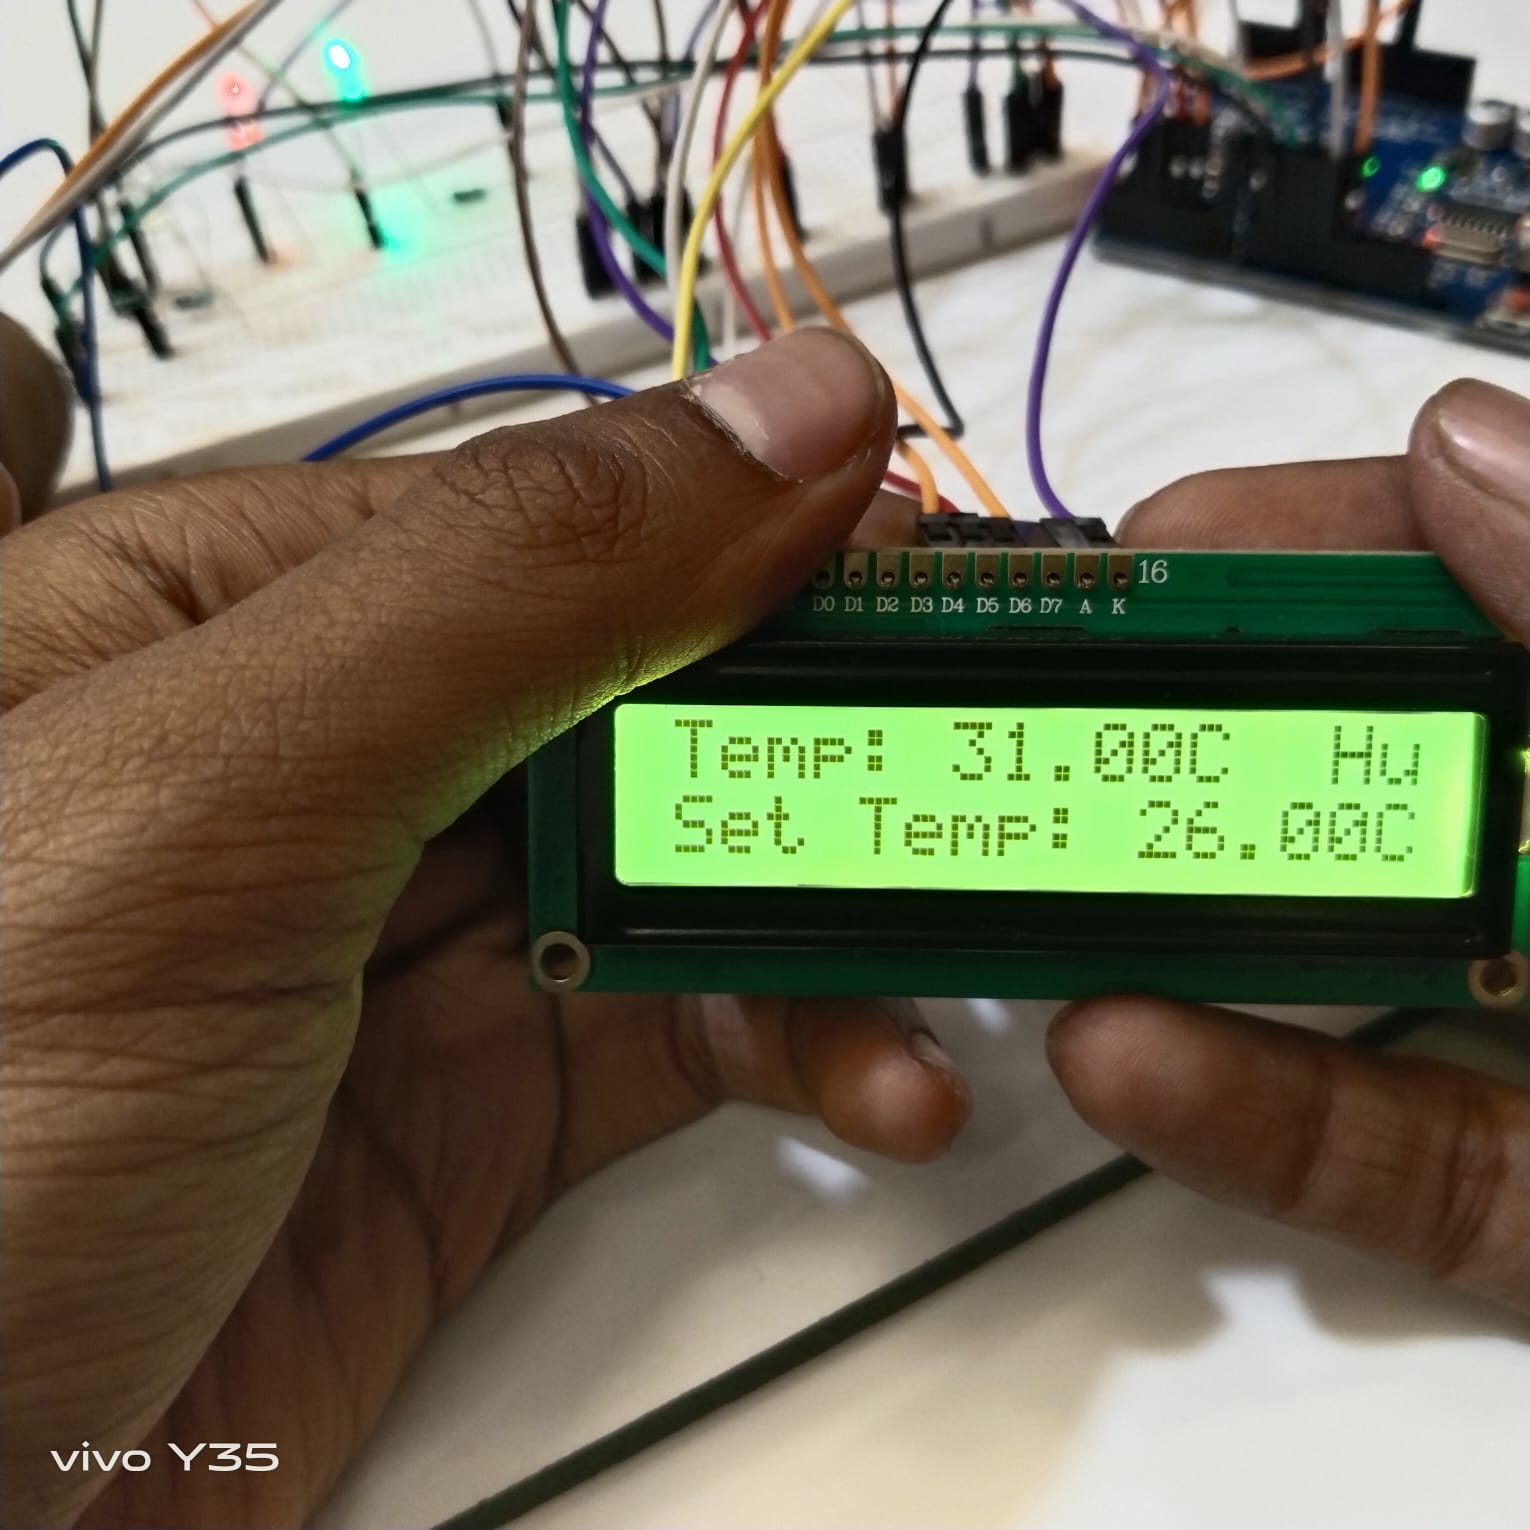 16
D0 D1 D2 D3 D4 D5 D6 D7 A K
Temp: 31.00C Hu
Set Temp: 26.00C
vivo Y35